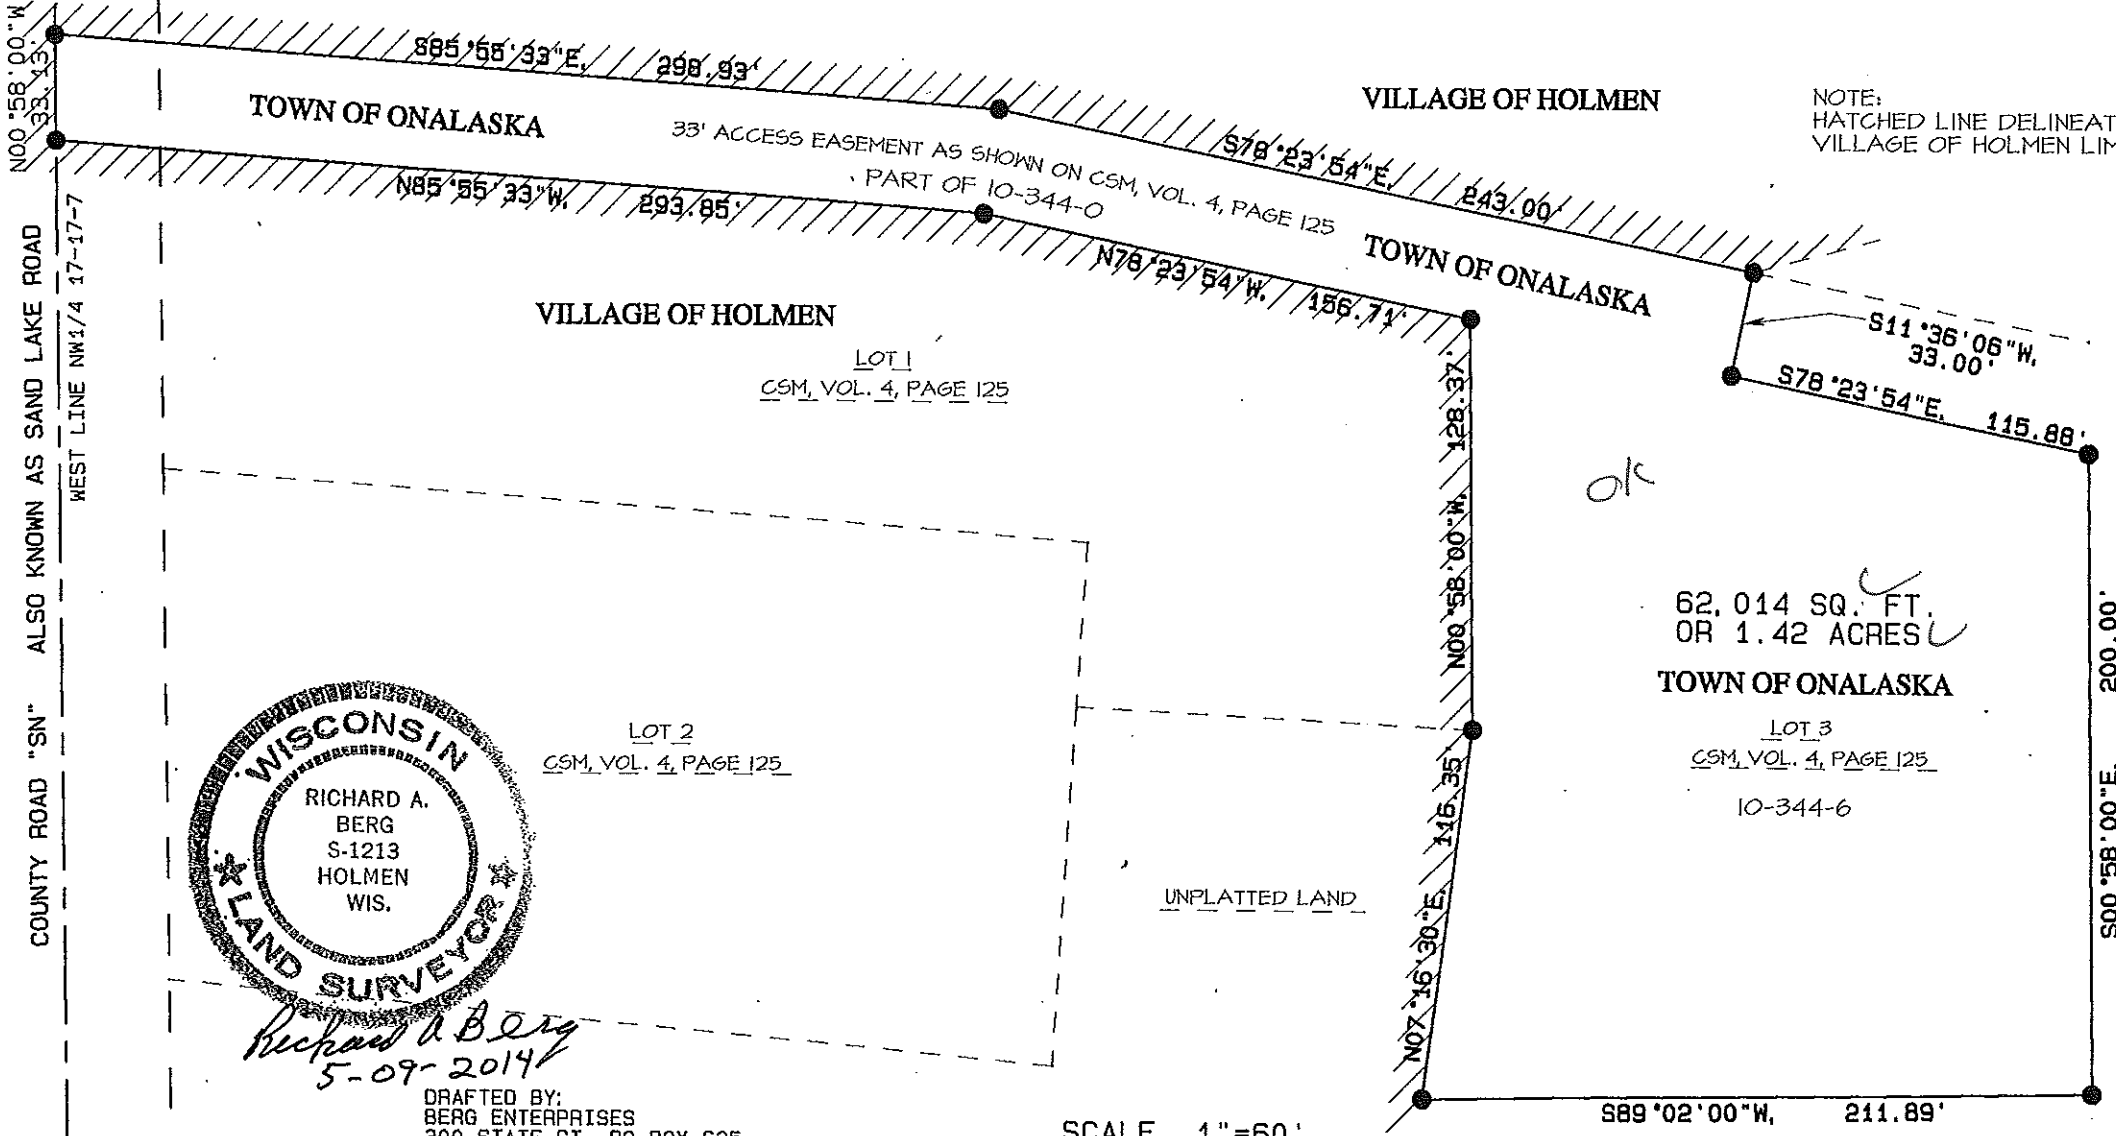 N00°58'00"W.
33.13'
S85°55'33"E. 298.93'
TOWN OF ONALASKA
33' ACCESS EASEMENT AS SHOWN ON CSM, VOL. 4, PAGE 125
PART OF 10-344-0
N85°55'33"W. 293.85'
VILLAGE OF HOLMEN
S78°23'54"E. 243.00'
NOTE:
HATCHED LINE DELINEAT
VILLAGE OF HOLMEN LIM
N78°23'54"W. 156.71'
TOWN OF ONALASKA
S11°36'06"W.
33.00'
S78°23'54"E. 115.88'
VILLAGE OF HOLMEN
LOT 1
CSM, VOL. 4, PAGE 125
COUNTY ROAD "SN" ALSO KNOWN AS SAND LAKE ROAD
WEST LINE NW1/4 17-17-7
N00°58'00"W. 128.37'
OK
62,014 SQ. FT.
OR 1.42 ACRES
TOWN OF ONALASKA
LOT 3
CSM, VOL. 4, PAGE 125
10-344-6
S00°58'00"E. 200.00'
LOT 2
CSM, VOL. 4, PAGE 125
WISCONSIN
RICHARD A.
BERG
S-1213
HOLMEN
WIS.
LAND SURVEYOR
Richard A Berg
5-09-2014
UNPLATTED LAND
N07°16'30"E. 116.35'
S89°02'00"W. 211.89'
DRAFTED BY:
BERG ENTERPRISES
SCALE 1"=60'